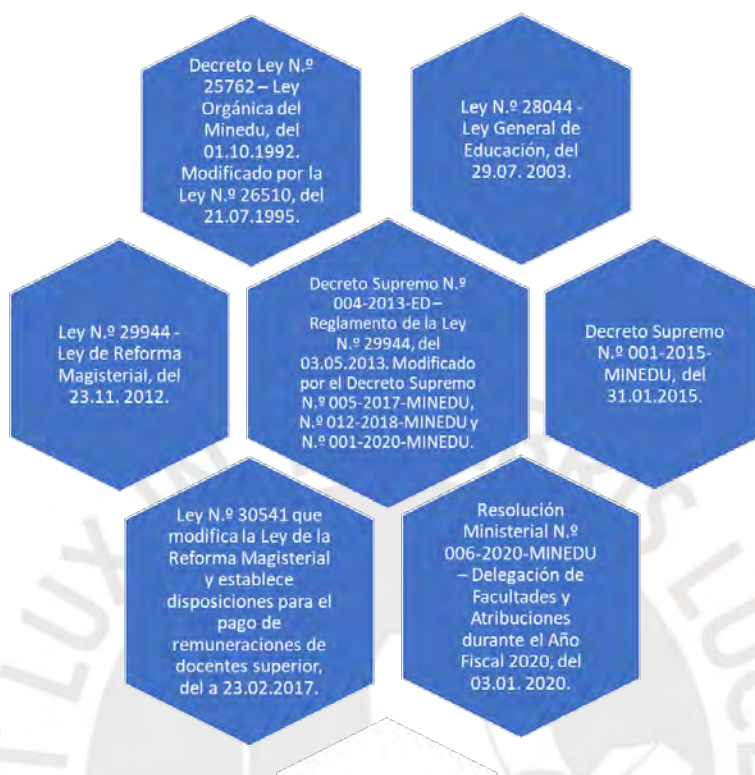 Decreto Ley N.º
25762 – Ley
Orgánica del
Minedu, del
01.10.1992.
Modificado por la
Ley N.º 26510, del
21.07.1995.
Ley N.º 28044 -
Ley General de
Educación, del
29.07. 2003.
Ley N.º 29944 -
Ley de Reforma
Magisterial, del
23.11. 2012.
Decreto Supremo N.º
004-2013-ED –
Reglamento de la Ley
N.º 29944, del
03.05.2013. Modificado
por el Decreto Supremo
N.º 005-2017-MINEDU,
N.º 012-2018-MINEDU y
N.º 001-2020-MINEDU.
Decreto Supremo
N.º 001-2015-
MINEDU, del
31.01.2015.
Ley N.º 30541 que
modifica la Ley de la
Reforma Magisterial
y establece
disposiciones para el
pago de
remuneraciones de
docentes superior,
del a 23.02.2017.
Resolución
Ministerial N.º
006-2020-MINEDU
– Delegación de
Facultades y
Atribuciones
durante el Año
Fiscal 2020, del
03.01. 2020.